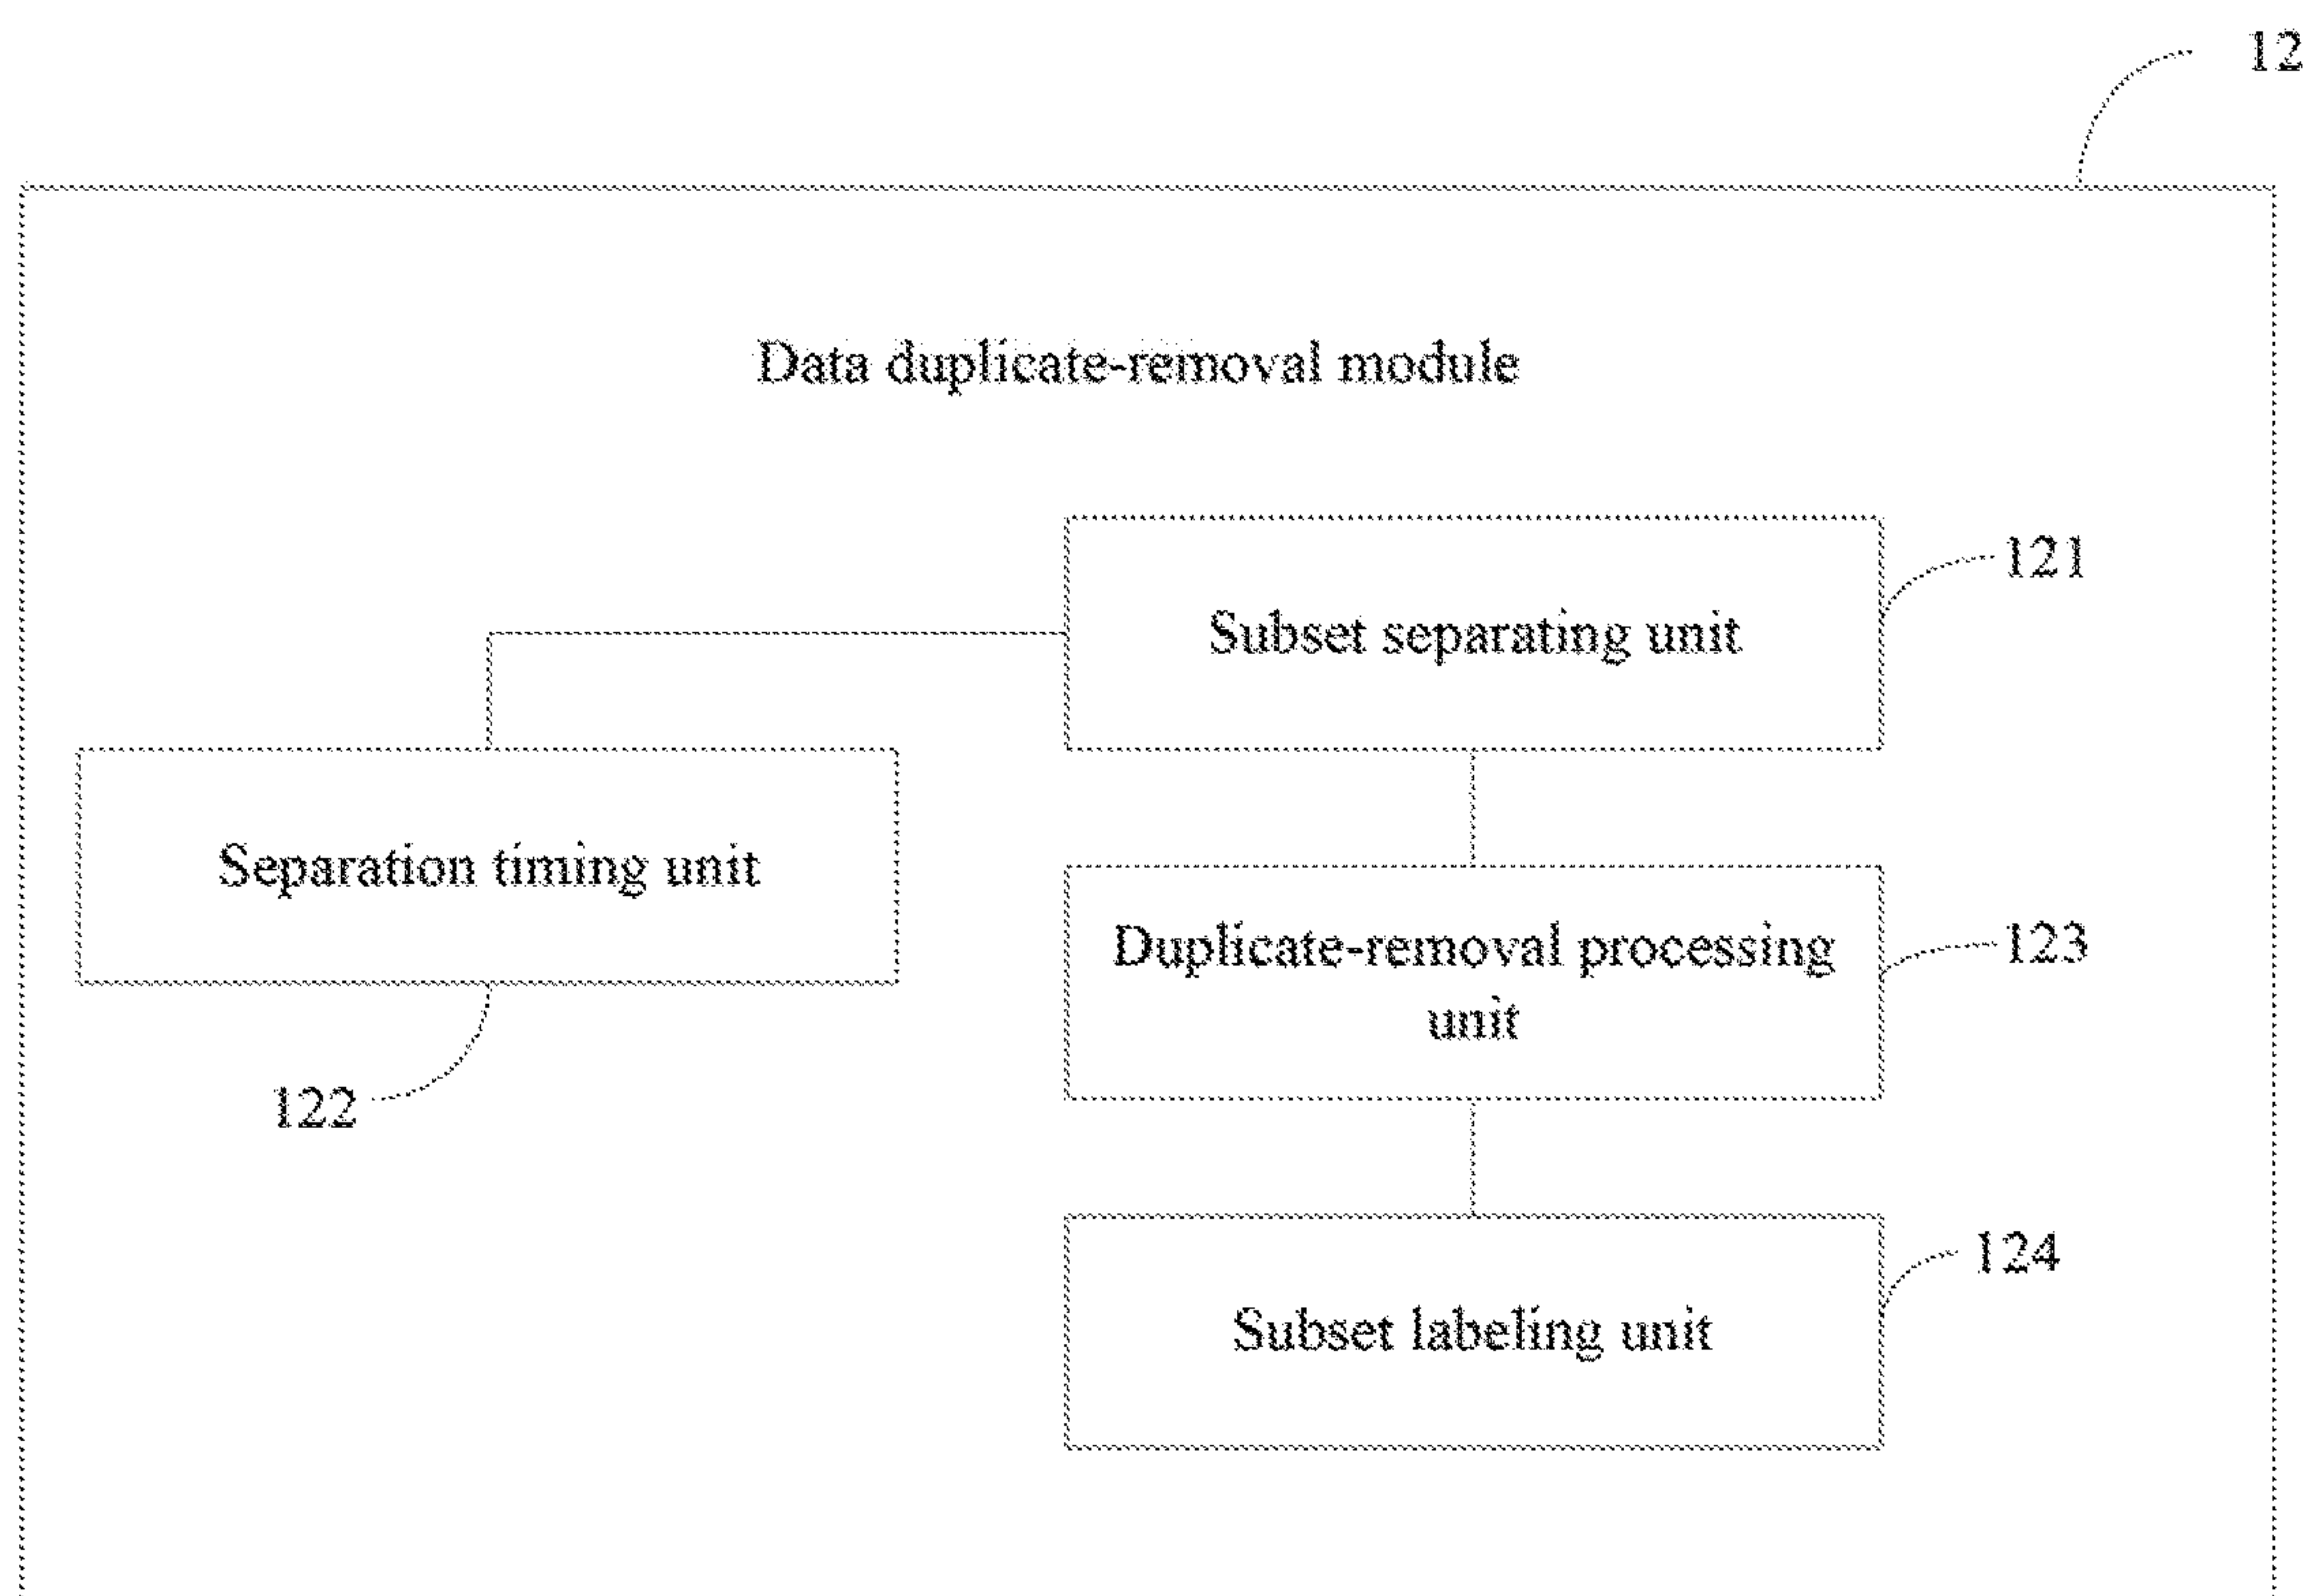 12
Data duplicate-removal module
121
Subset separating unit
Separation timing unit
Duplicate-removal processing
unit
123
122
124
Subset labeling unit